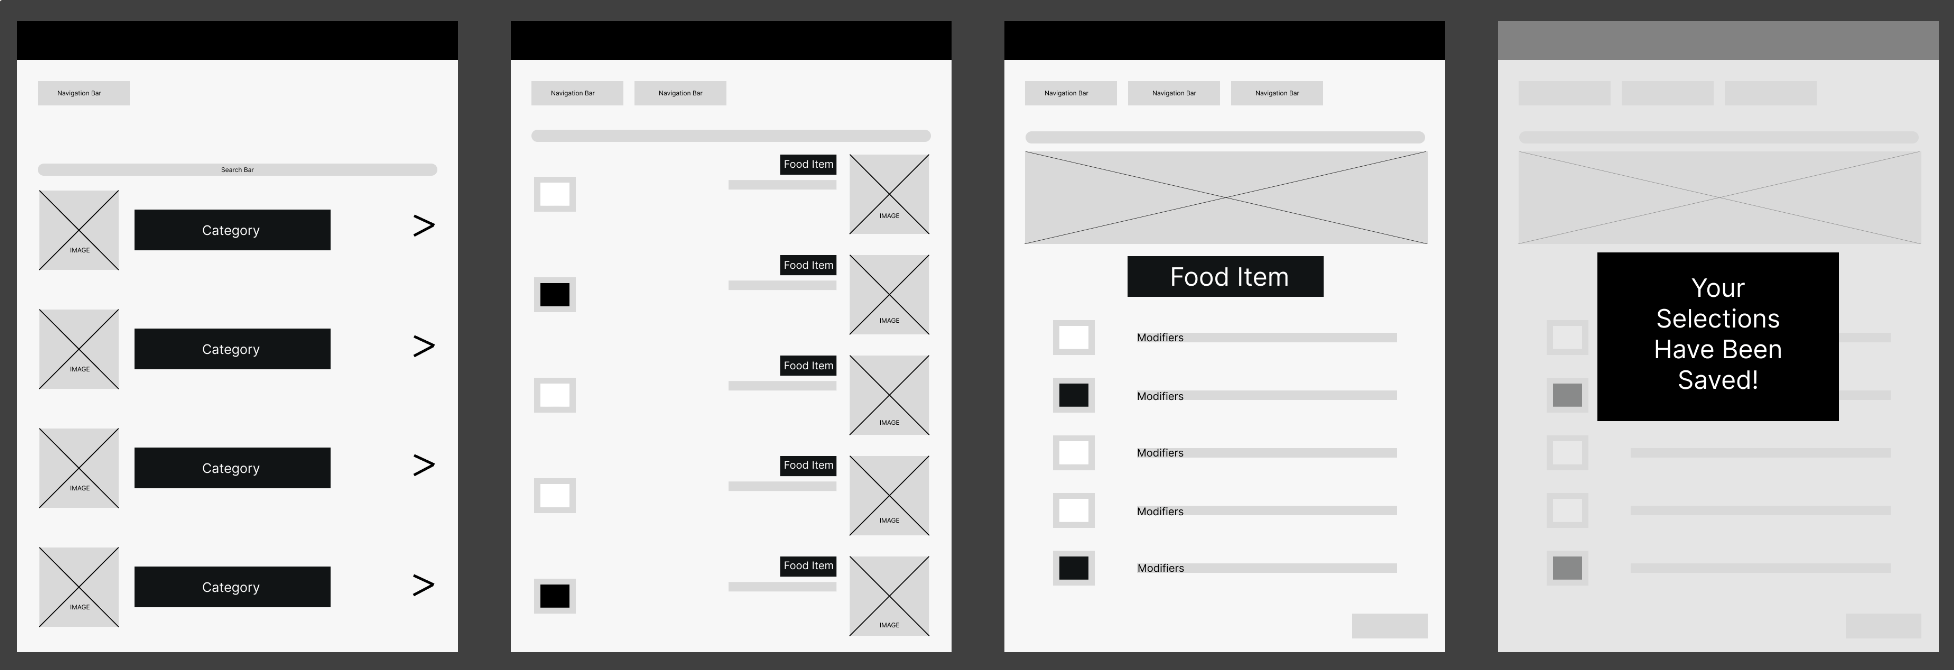 Navigation Bar
Search Bar
IMAGE
Category
>
IMAGE
Category
>
IMAGE
Category
>
IMAGE
Category
>
Navigation Bar
Navigation Bar
Food Item
IMAGE
Food Item
IMAGE
Food Item
IMAGE
Food Item
IMAGE
Food Item
IMAGE
Navigation Bar
Navigation Bar
Navigation Bar
Food Item
Modifiers
Modifiers
Modifiers
Modifiers
Modifiers
Your
Selections
Have Been
Saved!